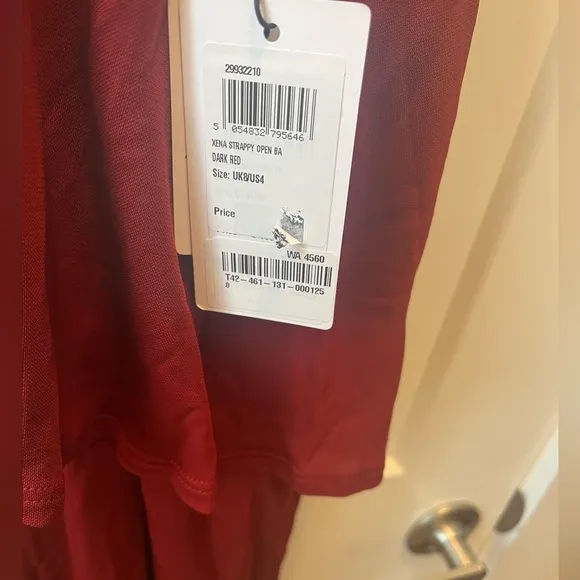 29932210
5 054832 795646
XENA STRAPPY OPEN BA
DARK RED
Size: UK8/US4
Price
WA 4560
T42-461-131-000125
8